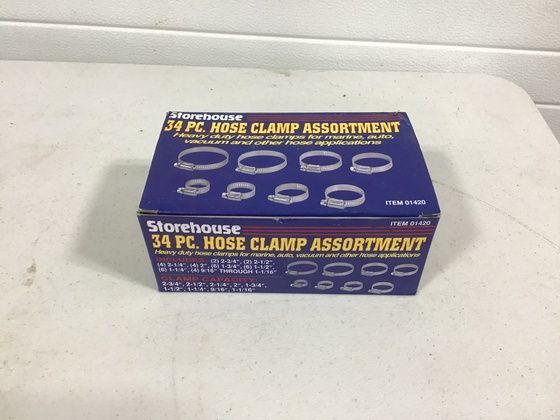 Storehouse
34 PC. HOSE CLAMP ASSORTMENT
Heavy duty hose clamps for marine, auto,
vacuum and other hose applications
ITEM 01420
Storehouse
ITEM 01420
34 PC. HOSE CLAMP ASSORTMENT
Heavy duty hose clamps for marine, auto, vacuum and other hose applications
INCLUDES: (2) 2-3/4", (2) 2-1/2",
(4) 2-1/4", (4) 2", (6) 1-3/4", (6) 1-1/2",
(6) 1-1/4", (4) 9/16" THROUGH 1-1/16"
CLAMP CAPACITY:
2-3/4", 2-1/2", 2-1/4", 2", 1-3/4",
1-1/2", 1-1/4", 9/16", 1-1/16"